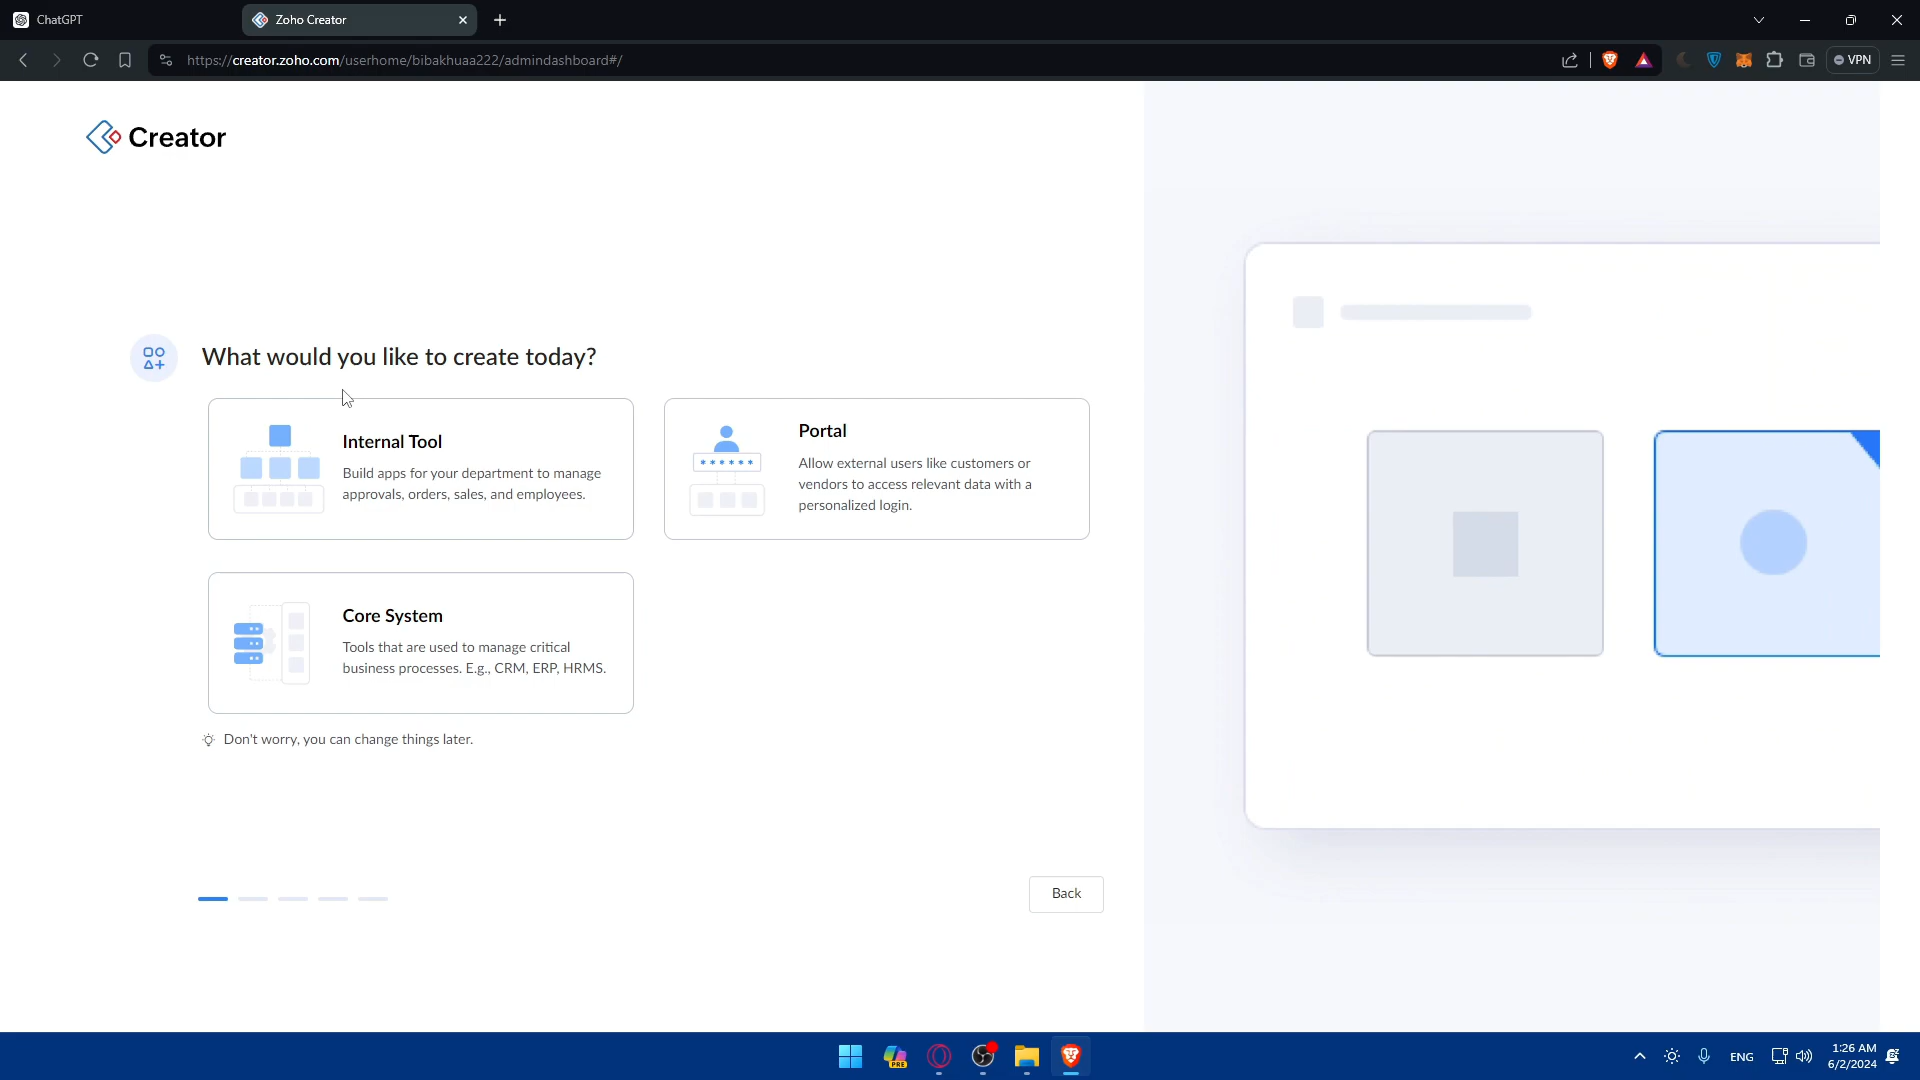 ChatGPT
Zoho Creator
https://creator.zoho.com/userhome/bibakhuaa222/admindashboard#/
VPN
Creator
What would you like to create today?
Internal Tool
Build apps for your department to manage
approvals, orders, sales, and employees.
Portal
Allow external users like customers or
vendors to access relevant data with a
personalized login.
******
Core System
Tools that are used to manage critical
business processes. E.g., CRM, ERP, HRMS.
Don't worry, you can change things later.
Back
PRE
ENG
1:26 AM
6/2/2024